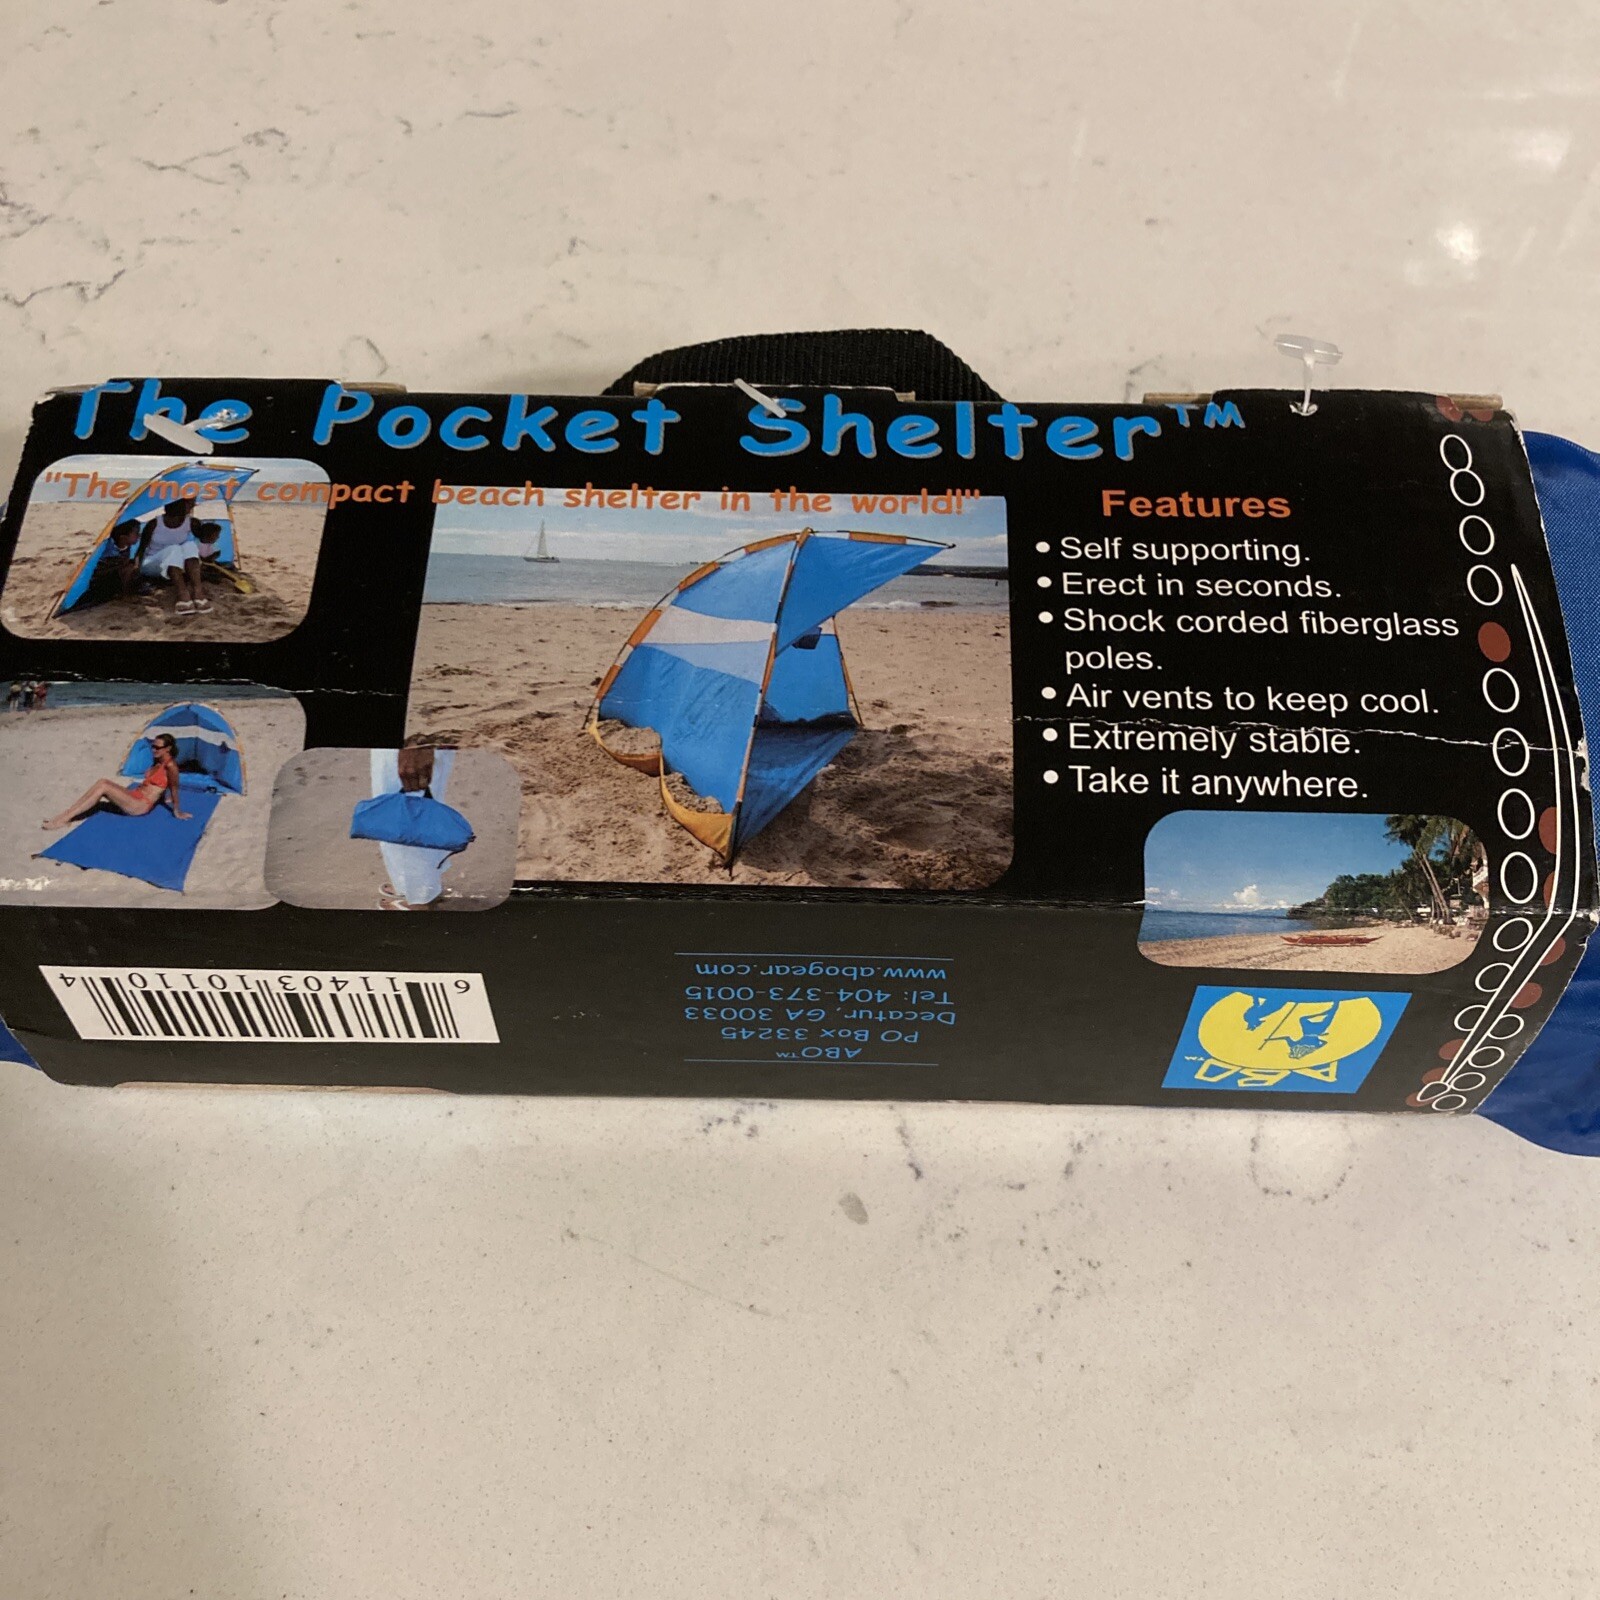 The Pocket Shelter™
"The most compact beach shelter in the world!"
Features
• Self supporting.
• Erect in seconds.
• Shock corded fiberglass
poles.
• Air vents to keep cool.
• Extremely stable.
• Take it anywhere.
ABO™
ABO™
PO Box 33245
Decatur, GA 30033
Tel: 404-373-0015
www.abogear.com
6 11403 10110 4